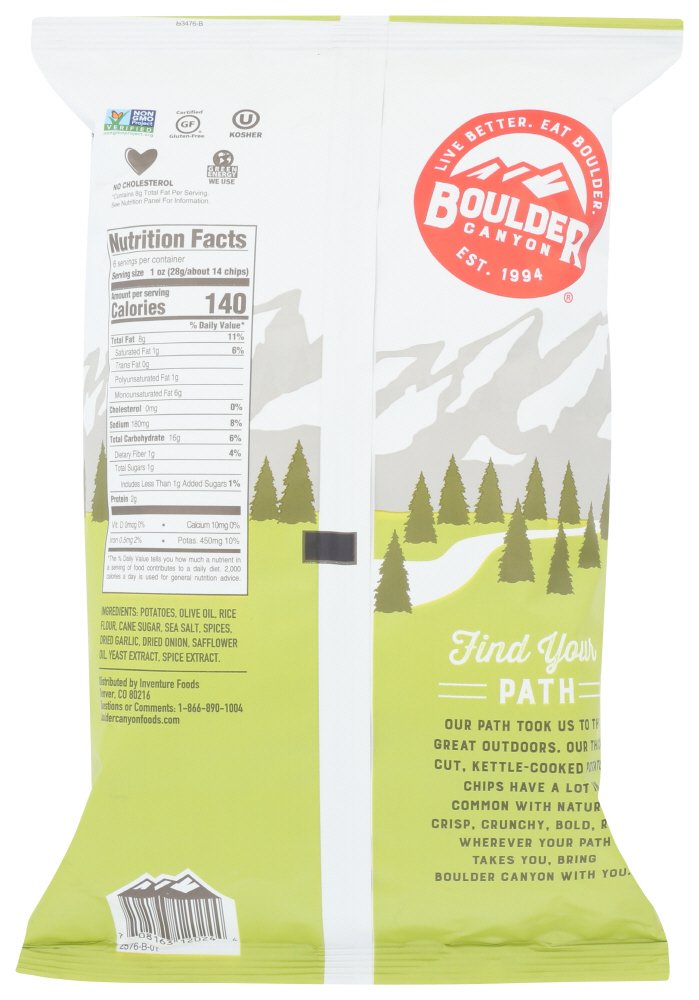 63476-B
NON
GMO
Project
VERIFIED
nongmoproject.org
Certified
GF
Gluten-Free
U
KOSHER
NO CHOLESTEROL
*Contains 8g Total Fat Per Serving
See Nutrition Panel For Information.
GREEN
ENERGY
WE USE
LIVE BETTER. EAT BOULDER.
BOULDER
CANYON
EST. 1994
®
Nutrition Facts
6 servings per container
Serving size 1 oz (28g/about 14 chips)
Amount per serving
Calories 140
% Daily Value*
Total Fat 8g 11%
Saturated Fat 1g 6%
Trans Fat 0g
Polyunsaturated Fat 1g
Monounsaturated Fat 6g
Cholesterol 0mg 0%
Sodium 180mg 8%
Total Carbohydrate 16g 6%
Dietary Fiber 1g 4%
Total Sugars 1g
Includes Less Than 1g Added Sugars 1%
Protein 2g
Vit. D 0mcg 0% • Calcium 10mg 0%
Iron 0.5mg 2% • Potas. 450mg 10%
*The % Daily Value tells you how much a nutrient in
a serving of food contributes to a daily diet. 2,000
calories a day is used for general nutrition advice.
INGREDIENTS: POTATOES, OLIVE OIL, RICE
FLOUR, CANE SUGAR, SEA SALT, SPICES,
DRIED GARLIC, DRIED ONION, SAFFLOWER
OIL, YEAST EXTRACT, SPICE EXTRACT.
Distributed by Inventure Foods
Denver, CO 80216
Questions or Comments: 1-866-890-1004
bouldercanyonfoods.com
Find Your
PATH
OUR PATH TOOK US TO TH
GREAT OUTDOORS. OUR
CUT, KETTLE-COOKED
CHIPS HAVE A LOT
COMMON WITH NATUR
CRISP, CRUNCHY, BOLD, R
WHEREVER YOUR PATH
TAKES YOU, BRING
BOULDER CANYON WITH YOU.
7 08163 12024